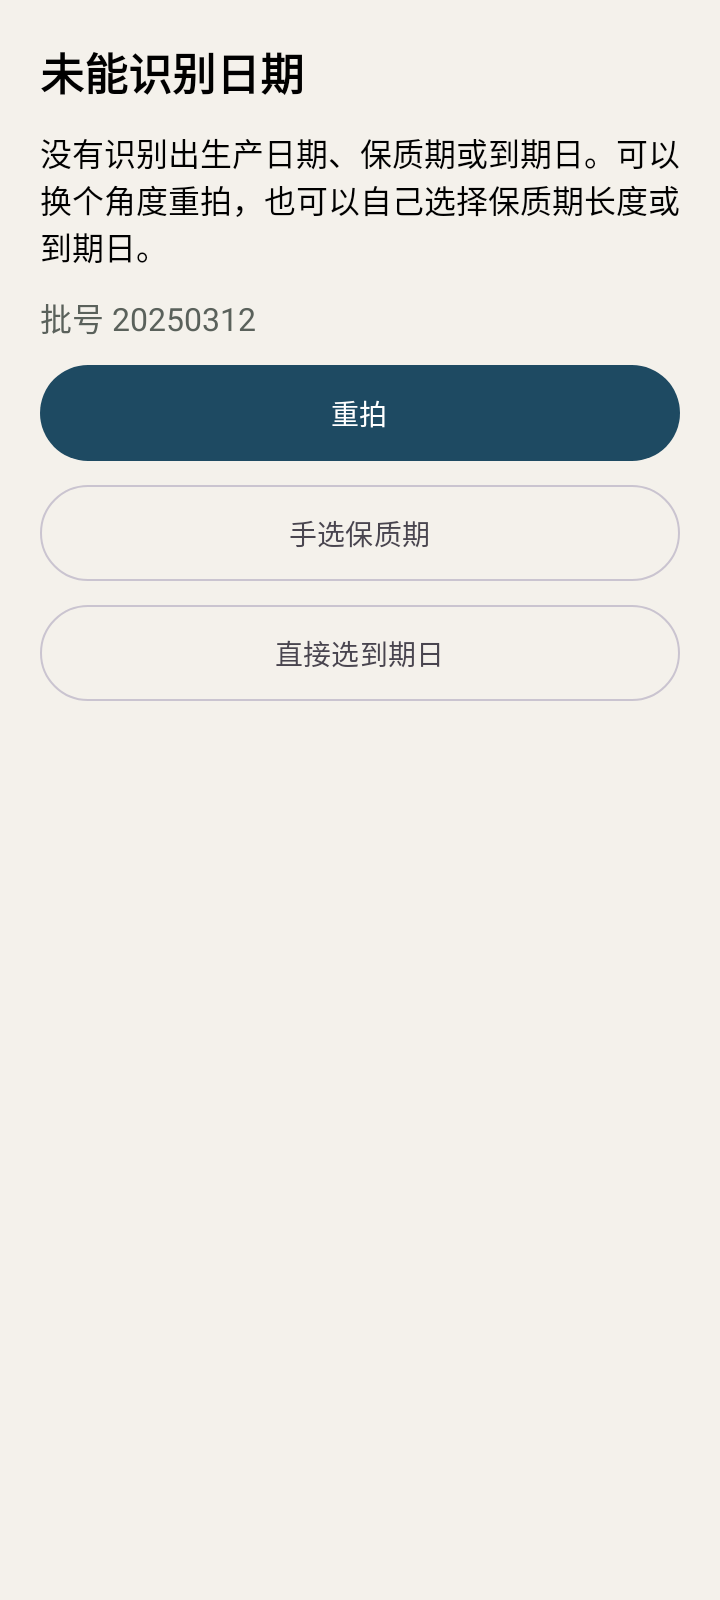 未能识别日期
没有识别出生产日期、保质期或到期日。可以
换个角度重拍，也可以自己选择保质期长度或
到期日。
批号 20250312
重拍
手选保质期
直接选到期日